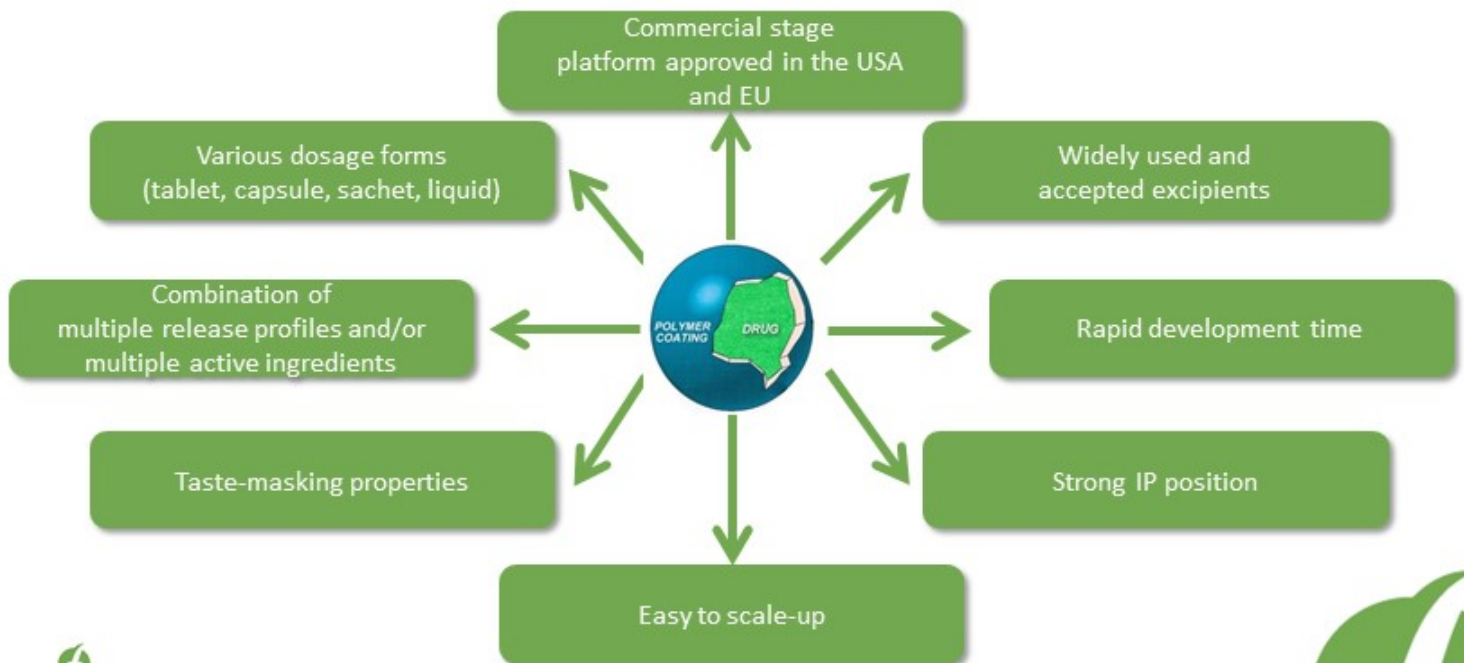 Commercial stage
platform approved in the USA
and EU
Various dosage forms
(tablet, capsule, sachet, liquid)
Widely used and
accepted excipients
Combination of
multiple release profiles and/or
multiple active ingredients
POLYMER
COATING
DRUG
Rapid development time
Taste-masking properties
Strong IP position
Easy to scale-up